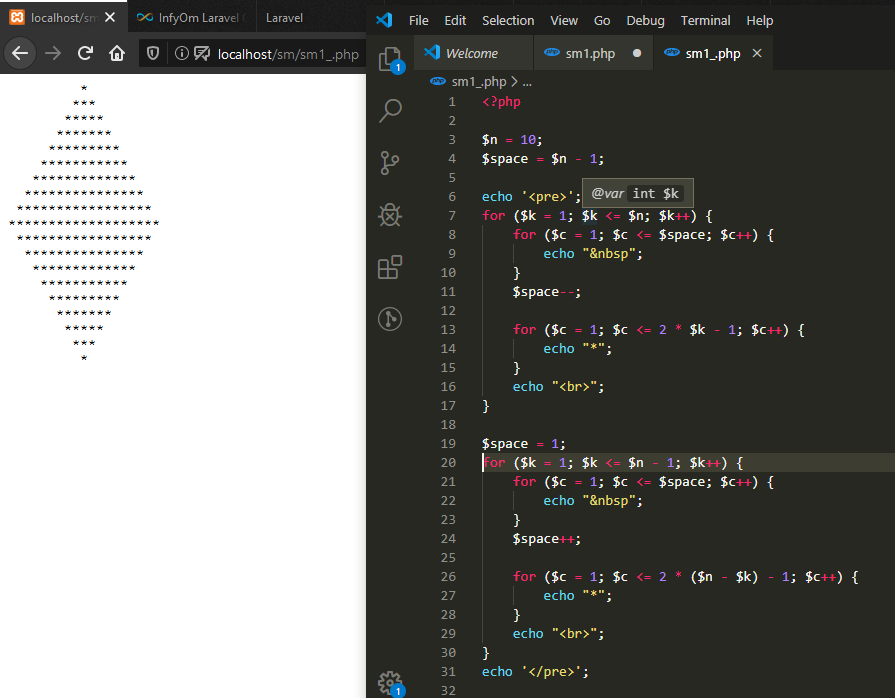 localhost/sm
InfyOm Laravel
Laravel
localhost/sm/sm1_.php
*
***
*****
*******
*********
***********
*************
***************
*****************
*******************
*****************
***************
*************
***********
*********
*******
*****
***
*
File Edit Selection View Go Debug Terminal Help
Welcome
sm1.php
sm1_.php
sm1_.php > ...
1
1 <?php
2
3 $n = 10;
4 $space = $n - 1;
5
@var int $k
6 echo '<pre>';
7 for ($k = 1; $k <= $n; $k++) {
8 for ($c = 1; $c <= $space; $c++) {
9 echo "&nbsp";
10 }
11 $space--;
12
13 for ($c = 1; $c <= 2 * $k - 1; $c++) {
14 echo "*";
15 }
16 echo "<br>";
17 }
18
19 $space = 1;
20 for ($k = 1; $k <= $n - 1; $k++) {
21 for ($c = 1; $c <= $space; $c++) {
22 echo "&nbsp";
23 }
24 $space++;
25
26 for ($c = 1; $c <= 2 * ($n - $k) - 1; $c++) {
27 echo "*";
28 }
29 echo "<br>";
30 }
31 echo '</pre>';
32
1